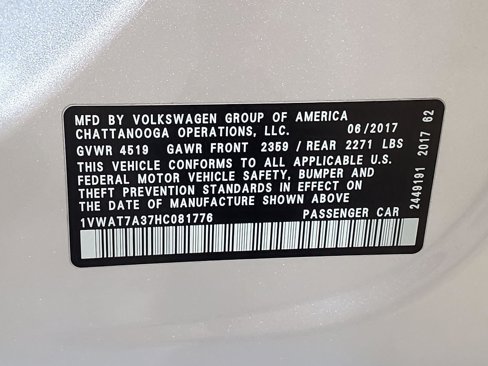 MFD BY VOLKSWAGEN GROUP OF AMERICA
CHATTANOOGA OPERATIONS, LLC. 06/2017
GVWR 4519 GAWR FRONT 2359 / REAR 2271 LBS
THIS VEHICLE CONFORMS TO ALL APPLICABLE U.S.
FEDERAL MOTOR VEHICLE SAFETY, BUMPER AND
THEFT PREVENTION STANDARDS IN EFFECT ON
THE DATE OF MANUFACTURE SHOWN ABOVE
1VWAT7A37HC081776 PASSENGER CAR
2449191 2017 62